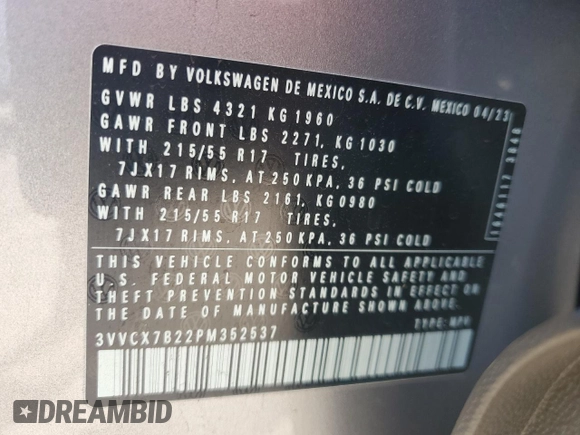 MFD BY VOLKSWAGEN DE MEXICO S.A. DE C.V. MEXICO 04/23
GVWR LBS 4321 KG 1960
GAWR FRONT LBS 2271, KG 1030
WITH 215/55 R17 TIRES,
7JX17 RIMS, AT 250 KPA, 36 PSI COLD
GAWR REAR LBS 2161, KG 0980
WITH 215/55 R17 TIRES,
7JX17 RIMS, AT 250 KPA, 36 PSI COLD
THIS VEHICLE CONFORMS TO ALL APPLICABLE
U.S. FEDERAL MOTOR VEHICLE SAFETY AND
THEFT PREVENTION STANDARDS IN EFFECT ON
THE DATE OF MANUFACTURE SHOWN ABOVE.
3VVCX7B22PM352537
TYPE: MPV
DREAMBID